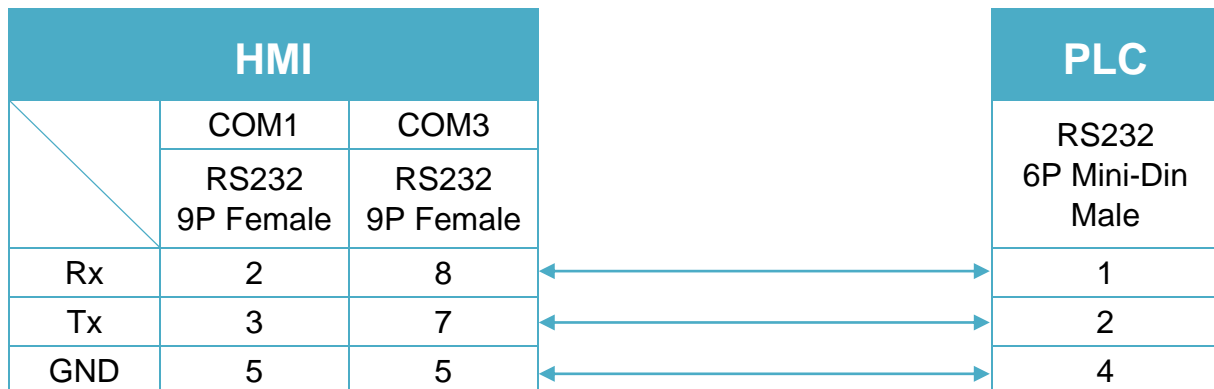 HMI PLC
COM1 COM3
RS232
6P Mini-Din
Male
RS232
9P Female
RS232
9P Female
Rx 2 8 1
Tx 3 7 2
GND 5 5 4